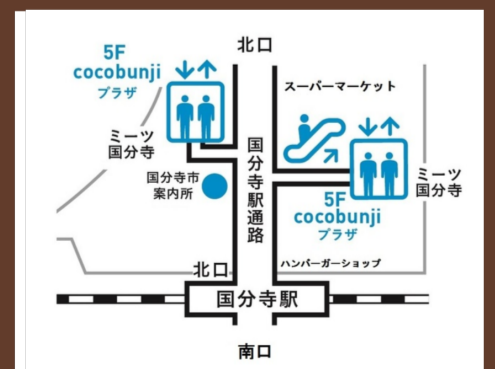 北口
5F
cocobunji
プラザ
スーパーマーケット
ミーツ
国分寺
国分寺市
案内所
国分寺駅通路
ミーツ
国分寺
5F
cocobunji
プラザ
北口
ハンバーガーショップ
国分寺駅
南口